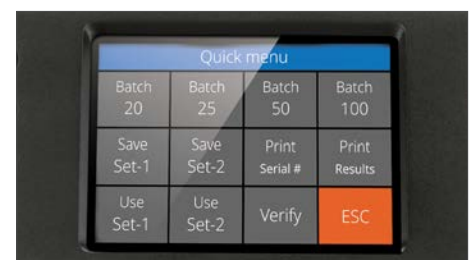 Quick menu
Batch Batch Batch Batch
20 25 50 100
Save Save Print Print
Set-1 Set-2 Serial # Results
Use Use Verify ESC
Set-1 Set-2